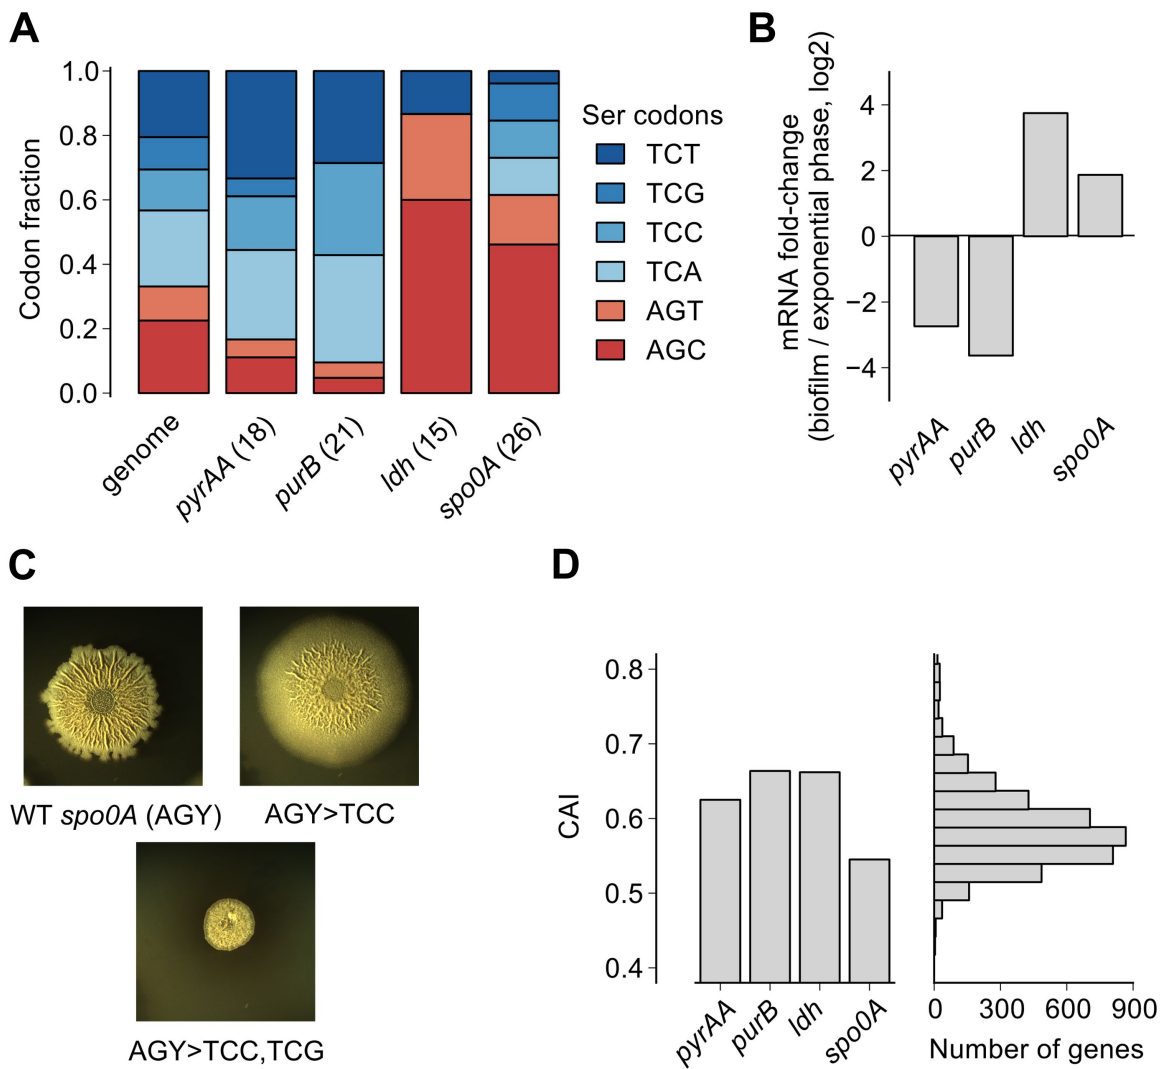 A
Codon fraction
1.0
0.8
0.6
0.4
0.2
0.0
genome
pyrAA (18)
purB (21)
ldh (15)
spo0A (26)
Ser codons
TCT
TCG
TCC
TCA
AGT
AGC
B
mRNA fold-change
(biofilm / exponential phase, log2)
4
2
0
−2
−4
pyrAA
purB
ldh
spo0A
C
WT spo0A (AGY)
AGY>TCC
AGY>TCC,TCG
D
CAI
0.8
0.7
0.6
0.5
0.4
pyrAA
purB
ldh
spo0A
0 300 600 900
Number of genes